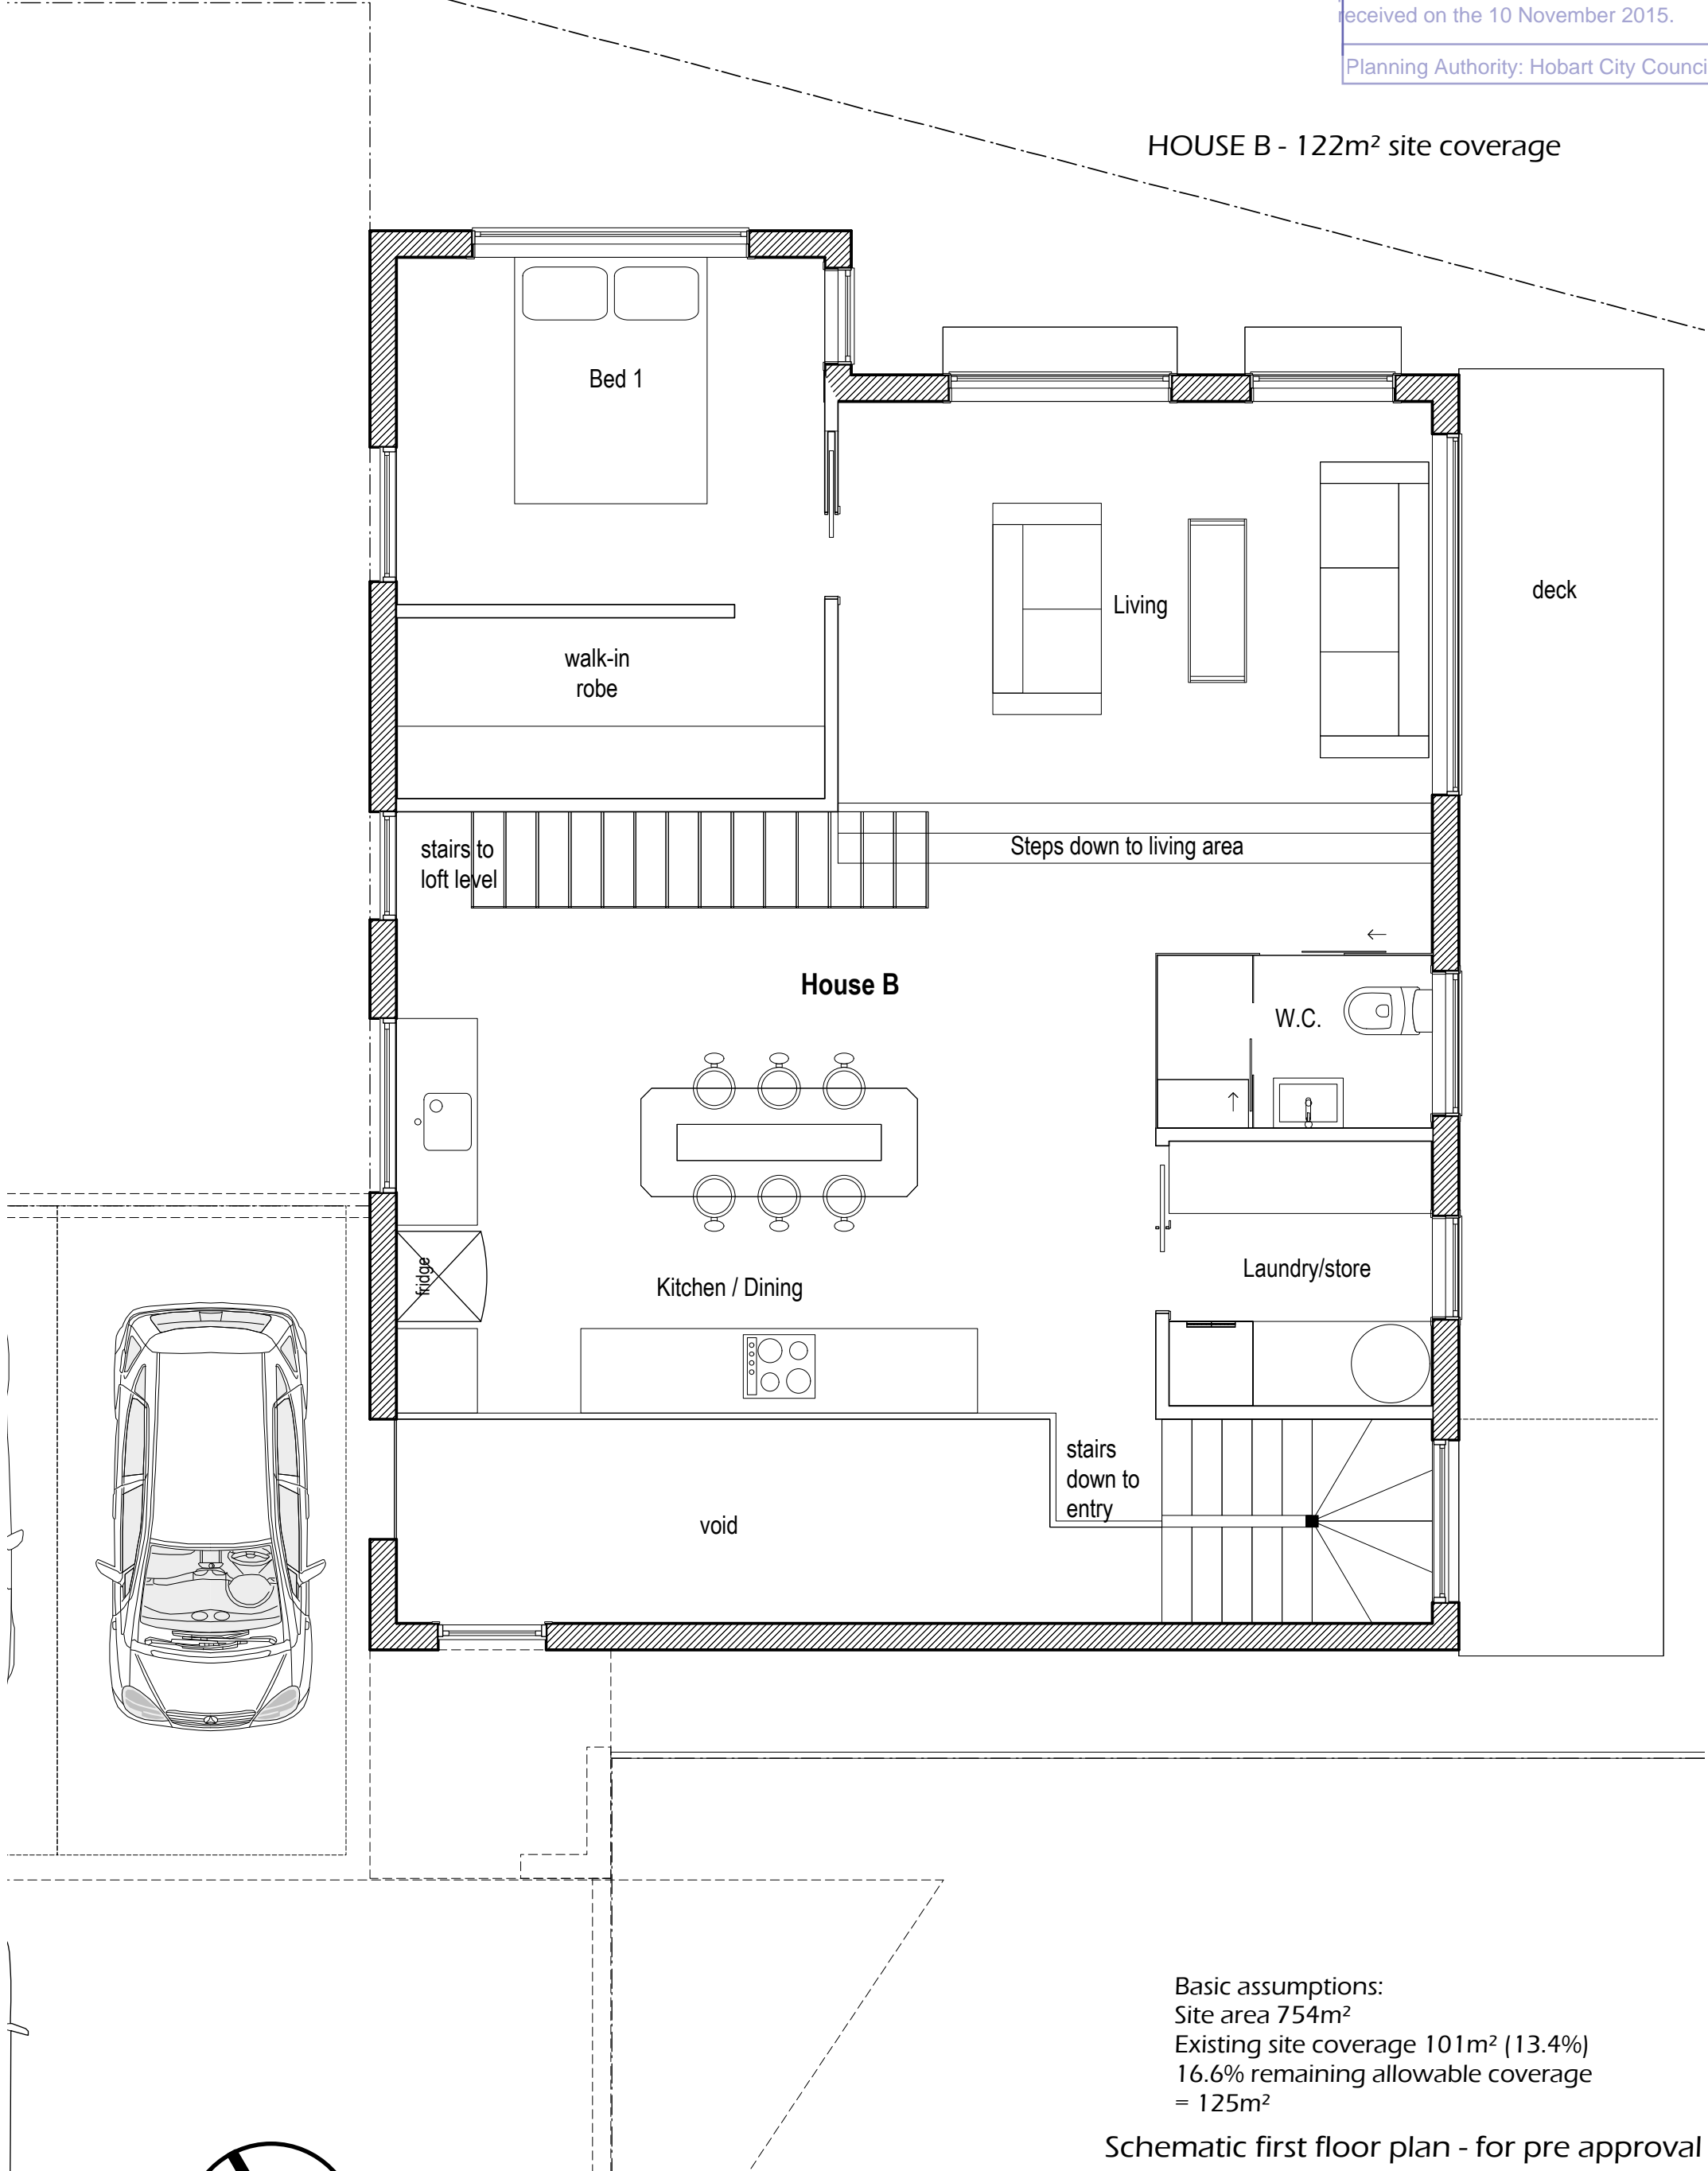 received on the 10 November 2015.
Planning Authority: Hobart City Counci
HOUSE B - 122m² site coverage
Bed 1
deck
Living
walk-in
robe
stairs to
loft level
Steps down to living area
House B
W.C.
fridge
Kitchen / Dining
Laundry/store
stairs
down to
entry
void
Basic assumptions:
Site area 754m²
Existing site coverage 101m² (13.4%)
16.6% remaining allowable coverage
= 125m²
Schematic first floor plan - for pre approval